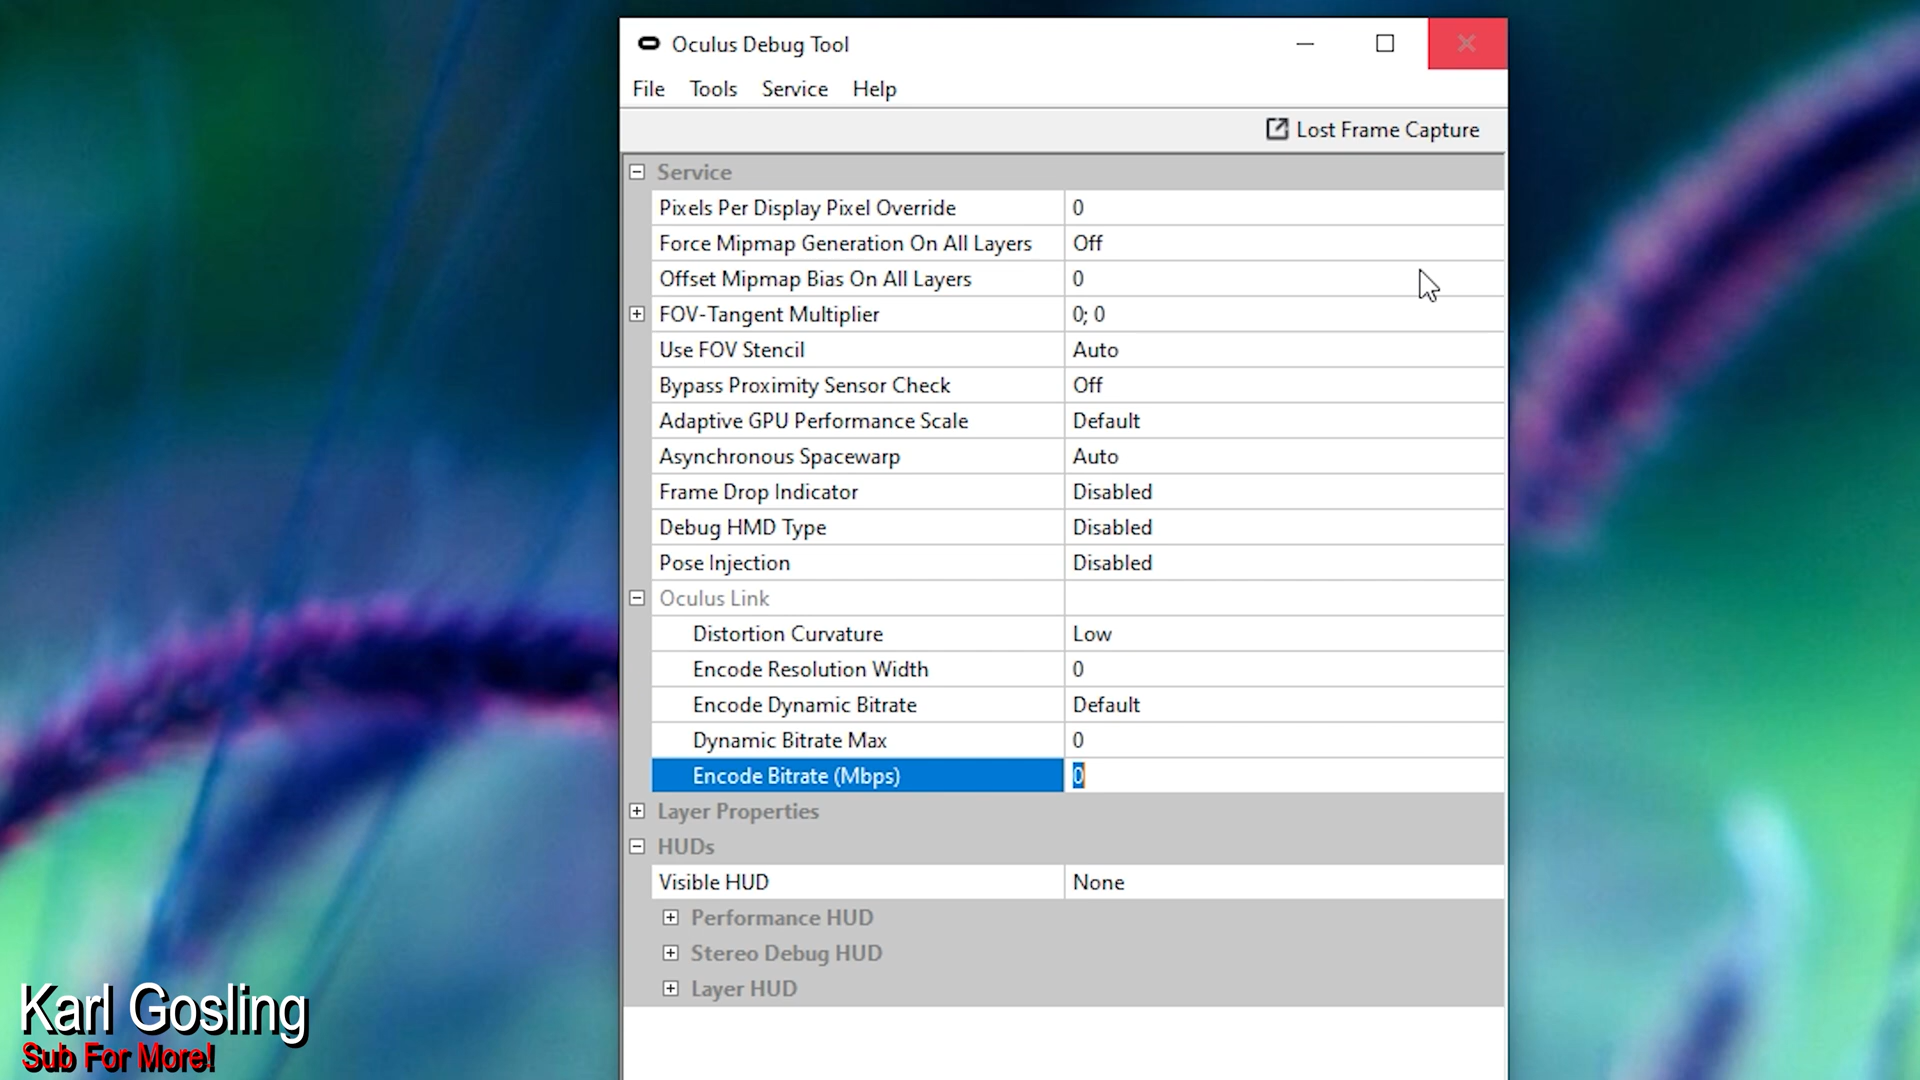 Oculus Debug Tool
File Tools Service Help
Lost Frame Capture
Service
Pixels Per Display Pixel Override 0
Force Mipmap Generation On All Layers Off
Offset Mipmap Bias On All Layers 0
FOV-Tangent Multiplier 0; 0
Use FOV Stencil Auto
Bypass Proximity Sensor Check Off
Adaptive GPU Performance Scale Default
Asynchronous Spacewarp Auto
Frame Drop Indicator Disabled
Debug HMD Type Disabled
Pose Injection Disabled
Oculus Link
Distortion Curvature Low
Encode Resolution Width 0
Encode Dynamic Bitrate Default
Dynamic Bitrate Max 0
Encode Bitrate (Mbps) 0
Layer Properties
HUDs
Visible HUD None
Performance HUD
Stereo Debug HUD
Layer HUD
Karl Gosling
Sub For More!